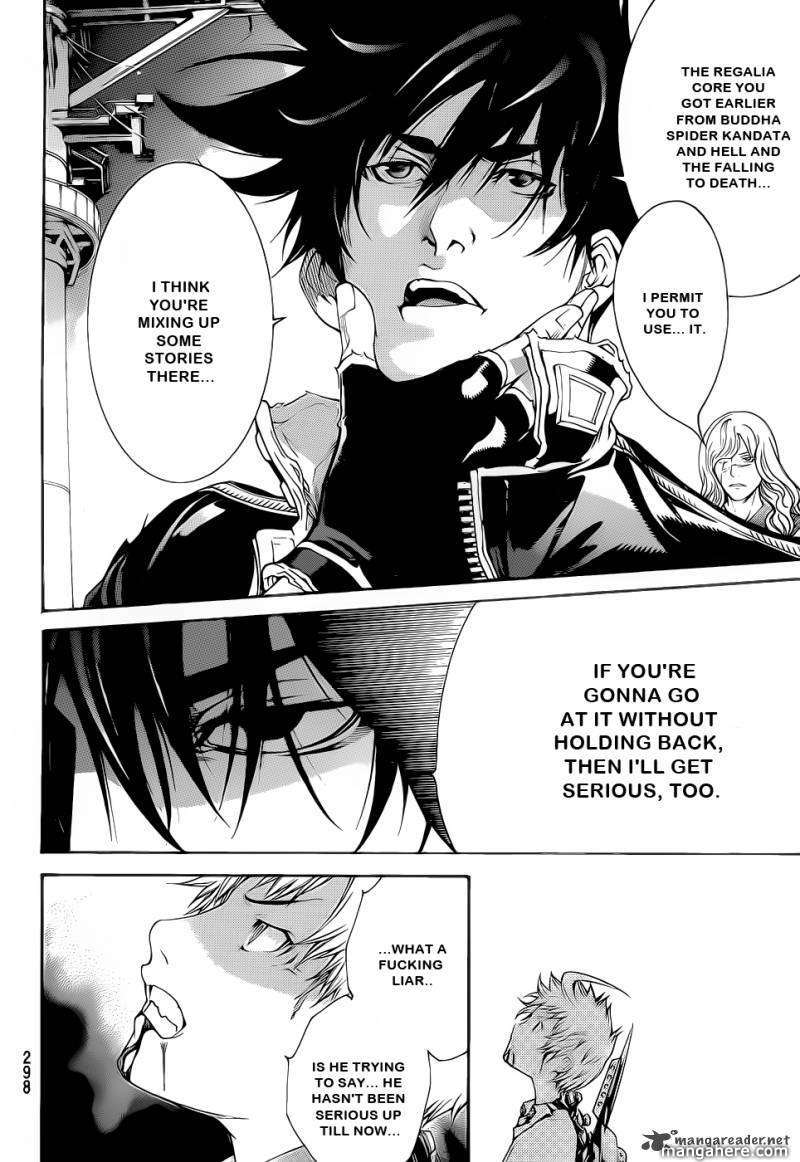 THE REGALIA
CORE YOU
GOT EARLIER
FROM BUDDHA
SPIDER KANDATA
AND HELL AND
THE FALLING
TO DEATH...
I PERMIT
YOU TO
USE... IT.
I THINK
YOU'RE
MIXING UP
SOME
STORIES
THERE...
IF YOU'RE
GONNA GO
AT IT WITHOUT
HOLDING BACK,
THEN I'LL GET
SERIOUS, TOO.
...WHAT A
FUCKING
LIAR..
IS HE TRYING
TO SAY... HE
HASN'T BEEN
SERIOUS UP
TILL NOW...
298
mangareader.net
mangahere.com